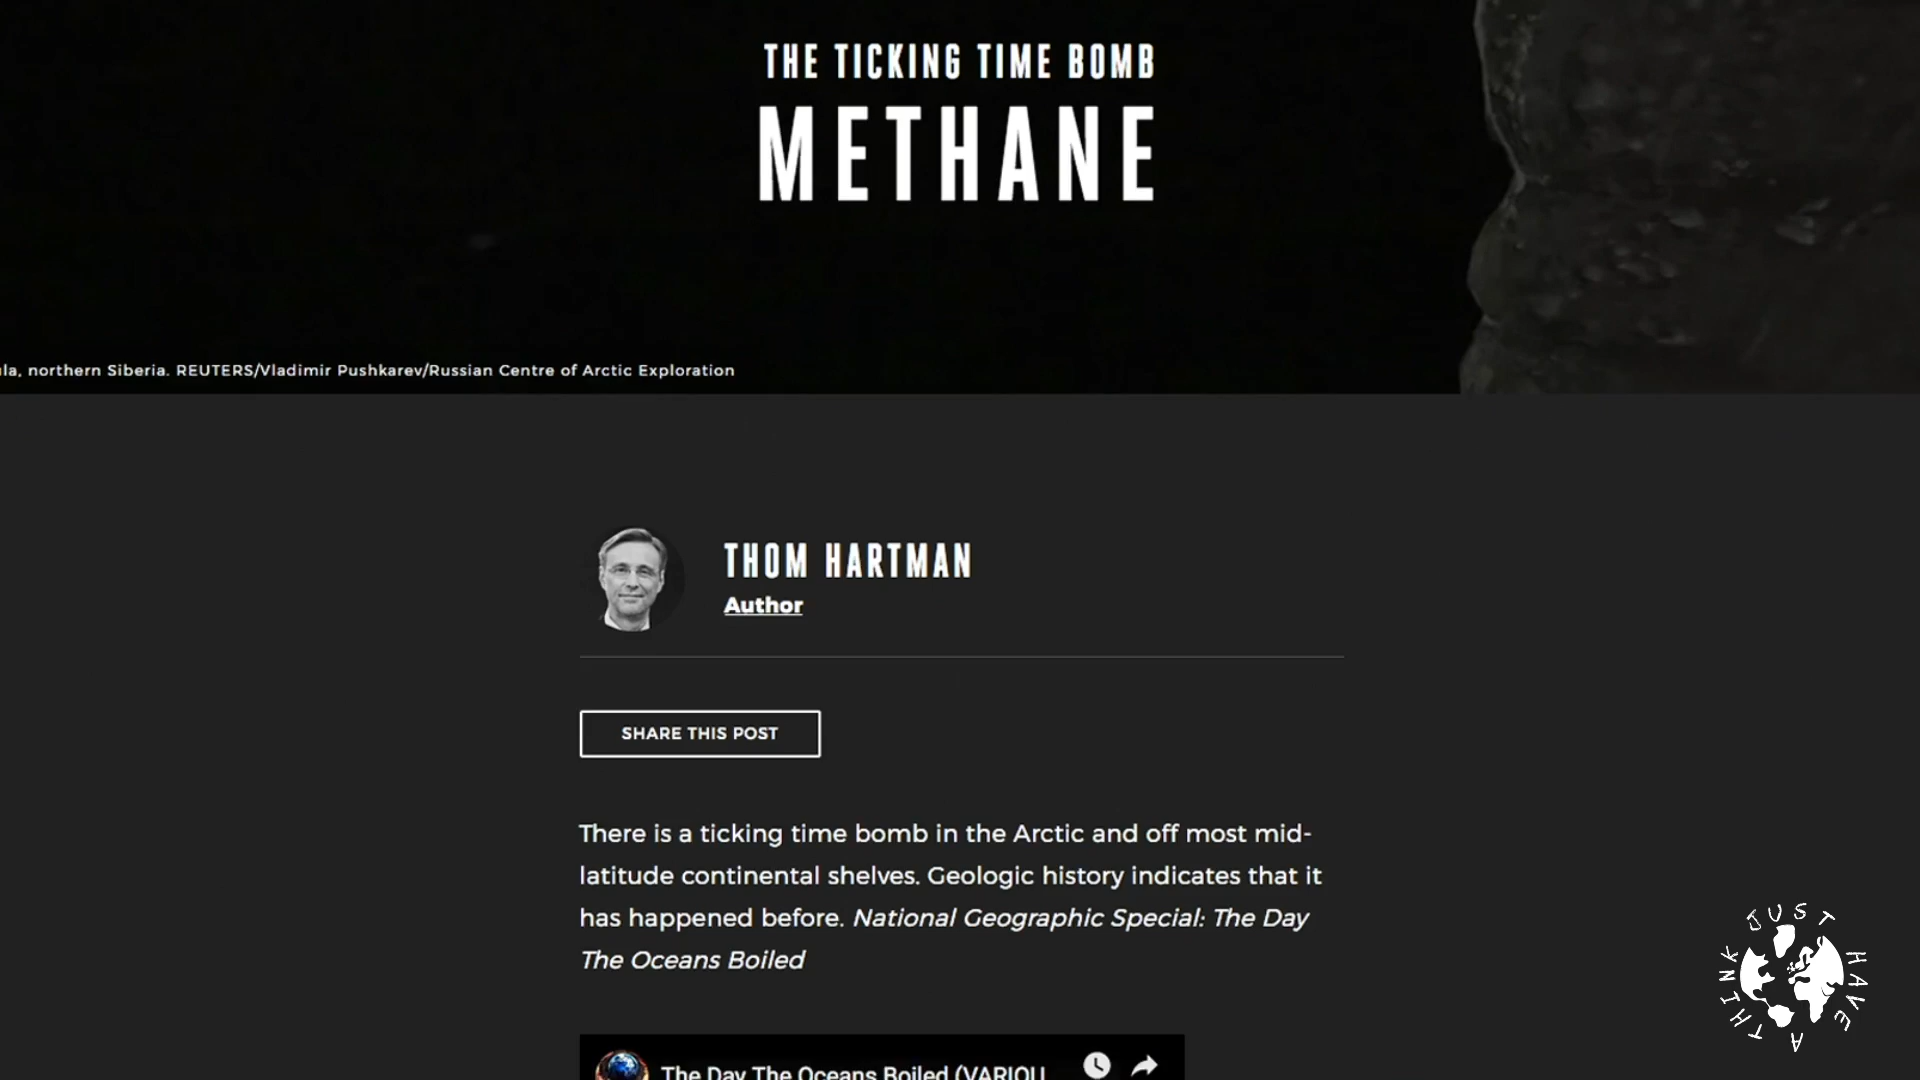 THE TICKING TIME BOMB
METHANE
la, northern Siberia. REUTERS/Vladimir Pushkarev/Russian Centre of Arctic Exploration
THOM HARTMAN
Author
SHARE THIS POST
There is a ticking time bomb in the Arctic and off most mid-
latitude continental shelves. Geologic history indicates that it
has happened before. National Geographic Special: The Day
The Oceans Boiled
The Day The Oceans Boiled (VARIOU
JUST HAVE A THINK